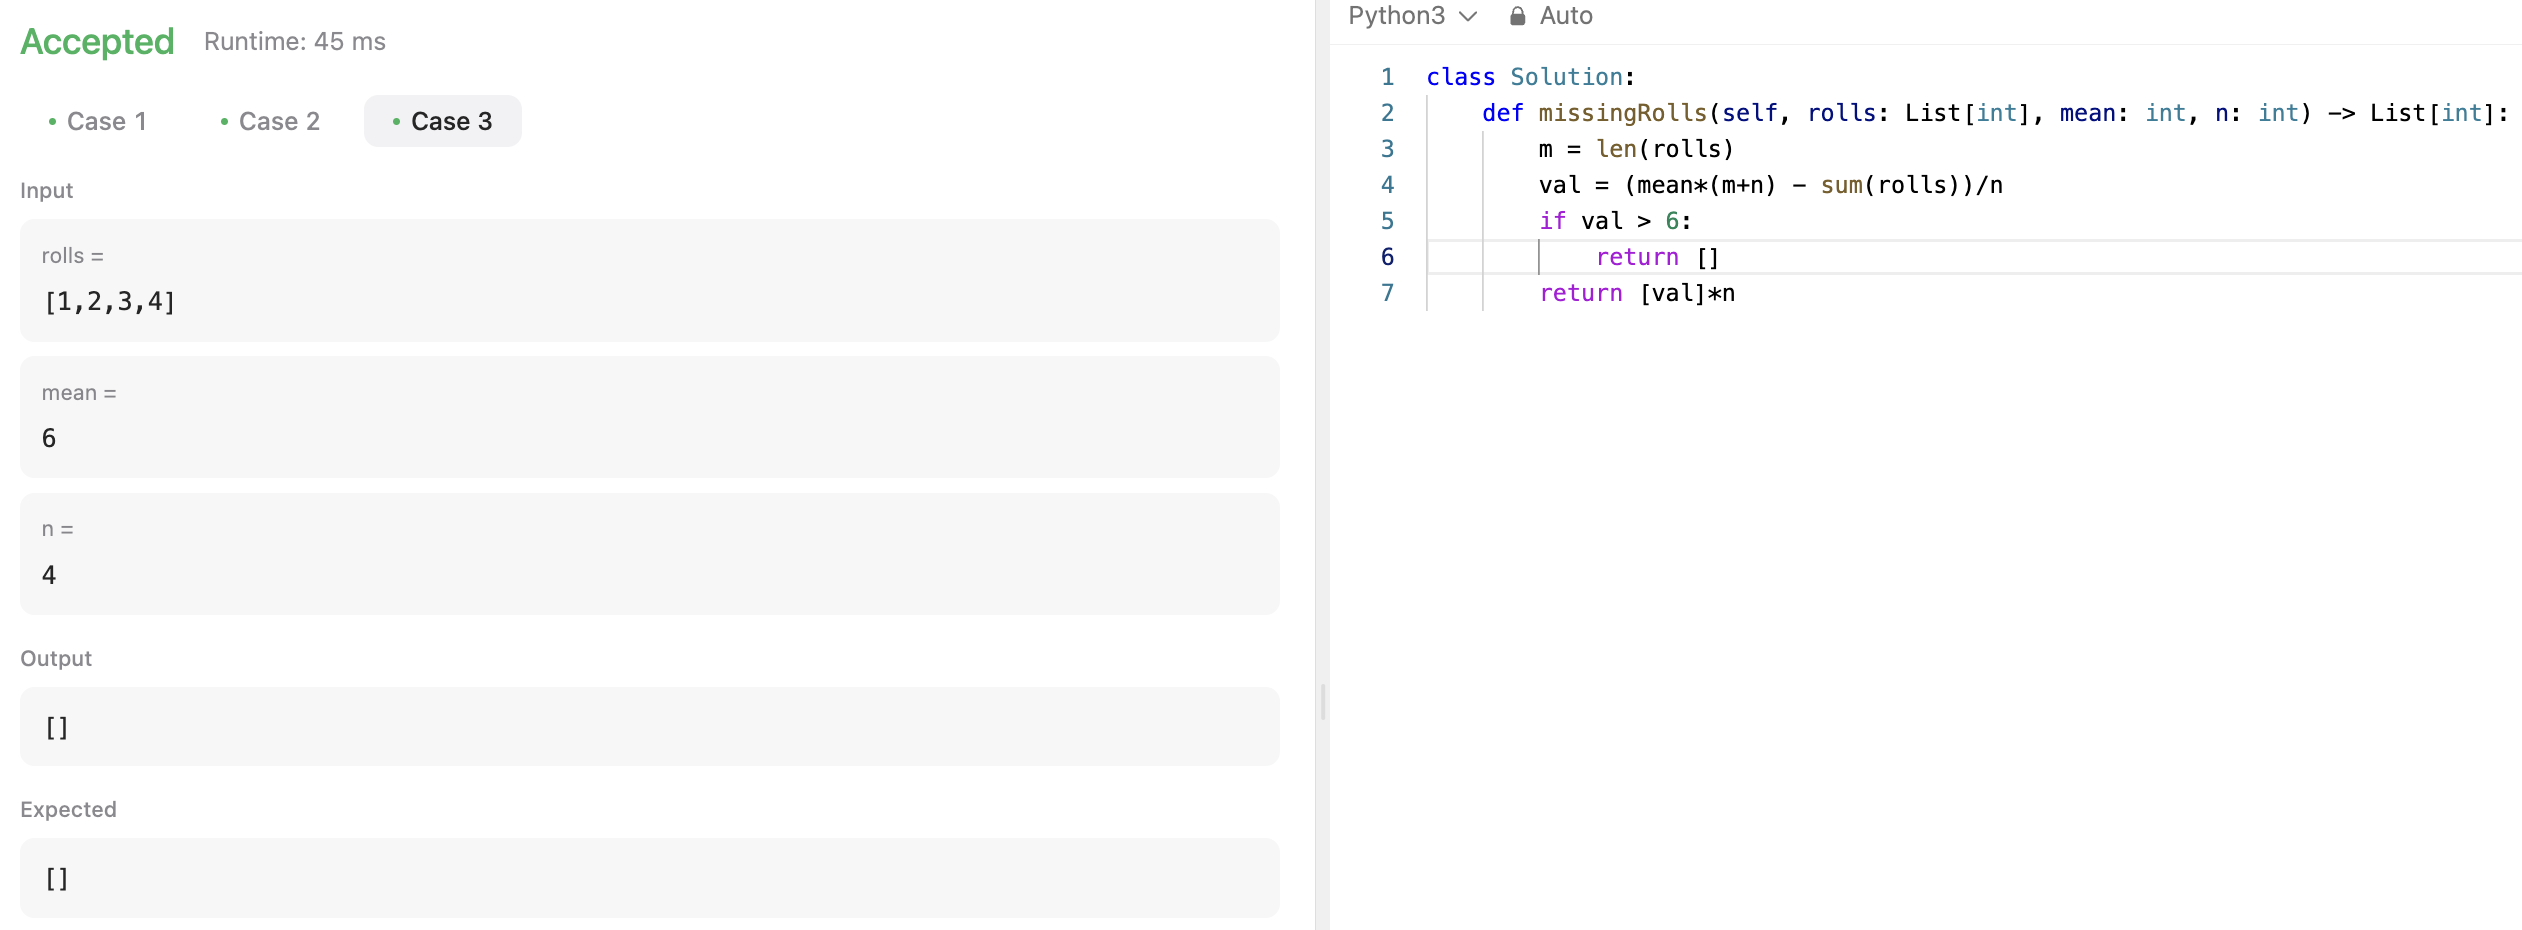 Accepted Runtime: 45 ms
• Case 1 • Case 2 • Case 3
Input
rolls =
[1,2,3,4]
mean =
6
n =
4
Output
[]
Expected
[]
Python3 Auto
1 class Solution:
2     def missingRolls(self, rolls: List[int], mean: int, n: int) -> List[int]:
3         m = len(rolls)
4         val = (mean*(m+n) - sum(rolls))/n
5         if val > 6:
6             return []
7         return [val]*n